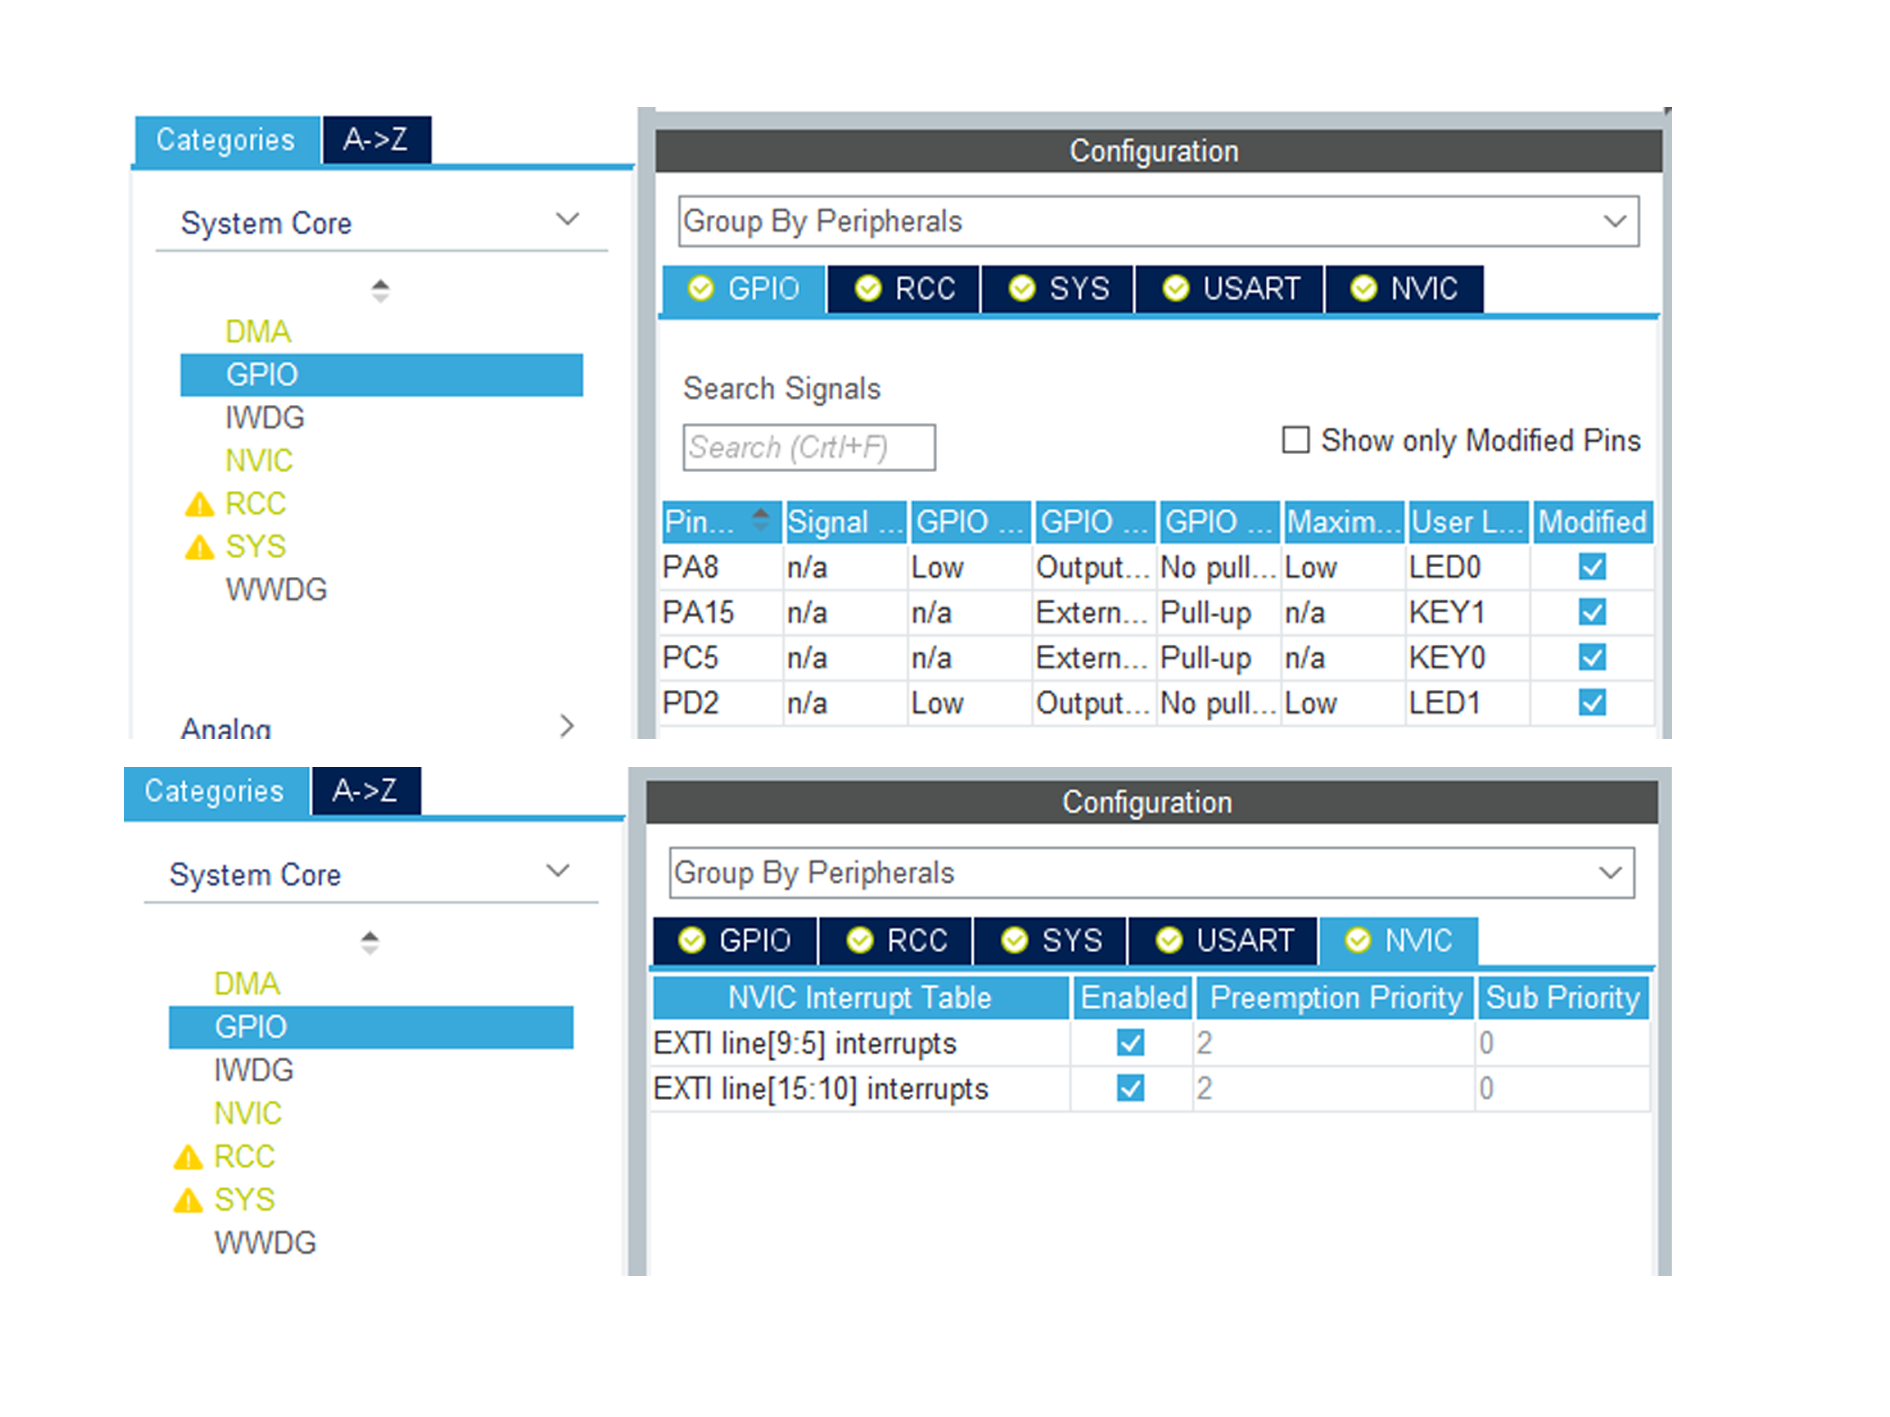 Categories A->Z
System Core
DMA
GPIO
IWDG
NVIC
RCC
SYS
WWDG
Analog
Configuration
Group By Peripherals
GPIO RCC SYS USART NVIC
Search Signals
Search (Crtl+F)
Show only Modified Pins
Pin... Signal ... GPIO ... GPIO ... GPIO ... Maxim... User L... Modified
PA8 n/a Low Output... No pull... Low LED0
PA15 n/a n/a Extern... Pull-up n/a KEY1
PC5 n/a n/a Extern... Pull-up n/a KEY0
PD2 n/a Low Output... No pull... Low LED1
Categories A->Z
System Core
DMA
GPIO
IWDG
NVIC
RCC
SYS
WWDG
Configuration
Group By Peripherals
GPIO RCC SYS USART NVIC
NVIC Interrupt Table Enabled Preemption Priority Sub Priority
EXTI line[9:5] interrupts 2 0
EXTI line[15:10] interrupts 2 0